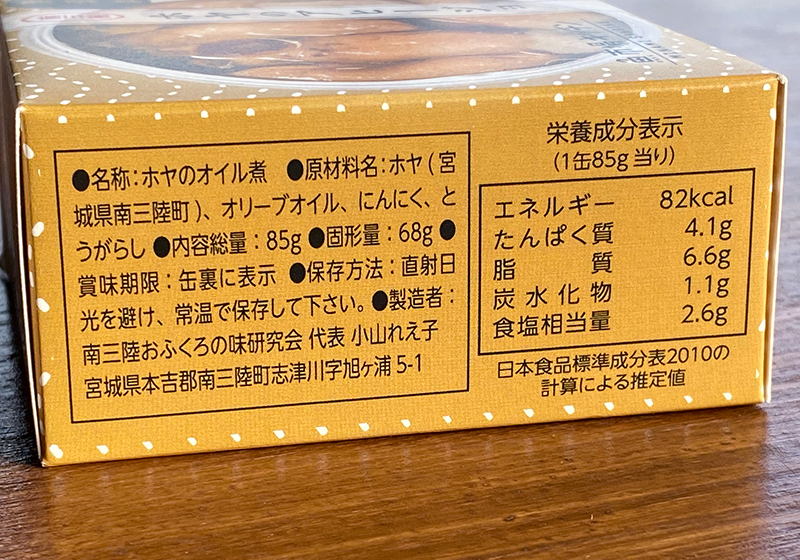 ●名称:ホヤのオイル煮 ●原材料名:ホヤ(宮
城県南三陸町)、オリーブオイル、にんにく、と
うがらし ●内容総量:85g ●固形量:68g ●
賞味期限:缶裏に表示 ●保存方法:直射日
光を避け、常温で保存して下さい。●製造者:
南三陸おふくろの味研究会 代表 小山れえ子
宮城県本吉郡南三陸町志津川字旭ヶ浦 5-1
栄養成分表示
(1缶85g当り)
エネルギー 82kcal
たんぱく質 4.1g
脂質 6.6g
炭水化物 1.1g
食塩相当量 2.6g
日本食品標準成分表2010の
計算による推定値